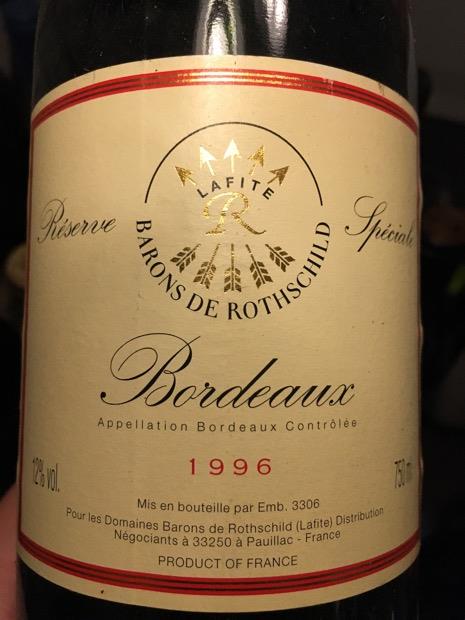 LAFITE
R
BARONS DE ROTHSCHILD
Réserve Spéciale
Bordeaux
Appellation Bordeaux Contrôlée
12% vol. 750 m
1996
Mis en bouteille par Emb. 3306
Pour les Domaines Barons de Rothschild (Lafite) Distribution
Négociants à 33250 à Pauillac - France
PRODUCT OF FRANCE